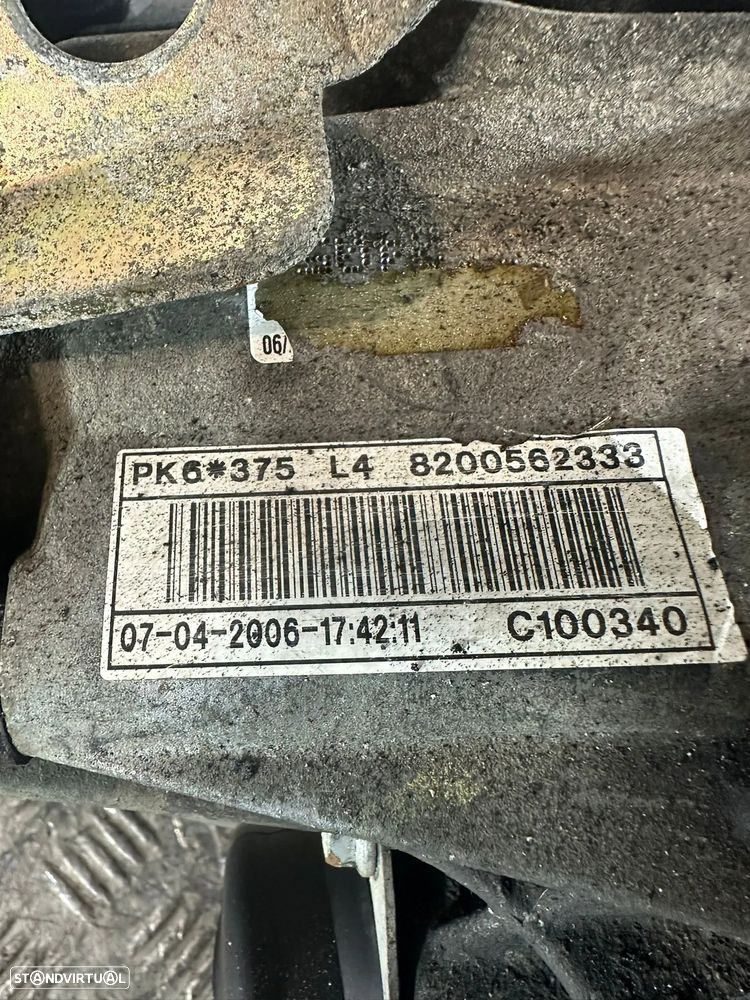 06/
PK6*375 L4 8200562333
07-04-2006-17:42:11 C100340
STANDVIRTUAL